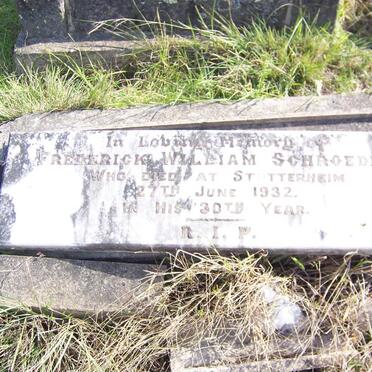 In Loving Memory of
FREDERICK WILLIAM SCHROED
WHO DIED AT STUTTERHEIM
27TH JUNE 1932.
IN HIS 30TH YEAR.
R.I.P.